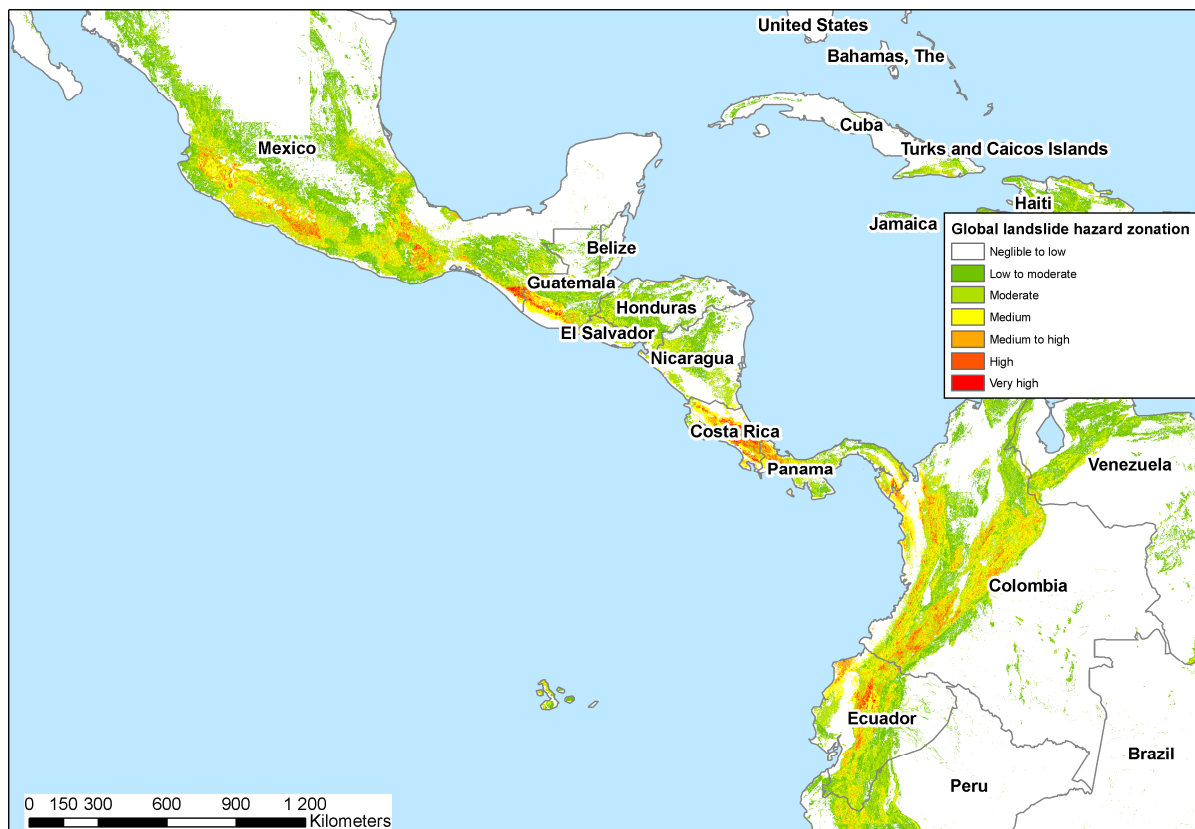 United States
Bahamas, The
Cuba
Mexico
Turks and Caicos Islands
Haiti
Jamaica
Global landslide hazard zonation
Neglible to low
Low to moderate
Moderate
Medium
Medium to high
High
Very high
Belize
Guatemala
Honduras
El Salvador
Nicaragua
Costa Rica
Panama
Venezuela
Colombia
Ecuador
Brazil
Peru
0 150 300 600 900 1 200
Kilometers